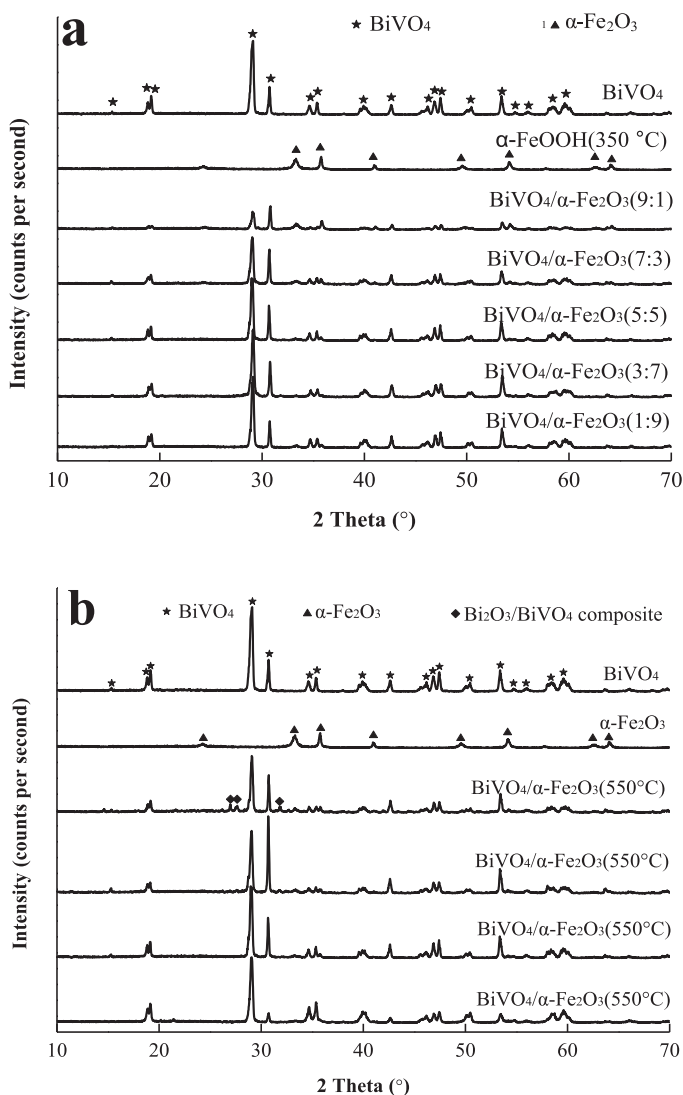 a
★ BiVO4
1 ▲ α-Fe2O3
BiVO4
α-FeOOH(350 °C)
BiVO4/α-Fe2O3(9:1)
BiVO4/α-Fe2O3(7:3)
BiVO4/α-Fe2O3(5:5)
BiVO4/α-Fe2O3(3:7)
BiVO4/α-Fe2O3(1:9)
Intensity (counts per second)
10 20 30 40 50 60 70
2 Theta (°)
b
★ BiVO4
▲ α-Fe2O3
◆ Bi2O3/BiVO4 composite
BiVO4
α-Fe2O3
BiVO4/α-Fe2O3(550°C)
BiVO4/α-Fe2O3(550°C)
BiVO4/α-Fe2O3(550°C)
BiVO4/α-Fe2O3(550°C)
Intensity (counts per second)
10 20 30 40 50 60 70
2 Theta (°)